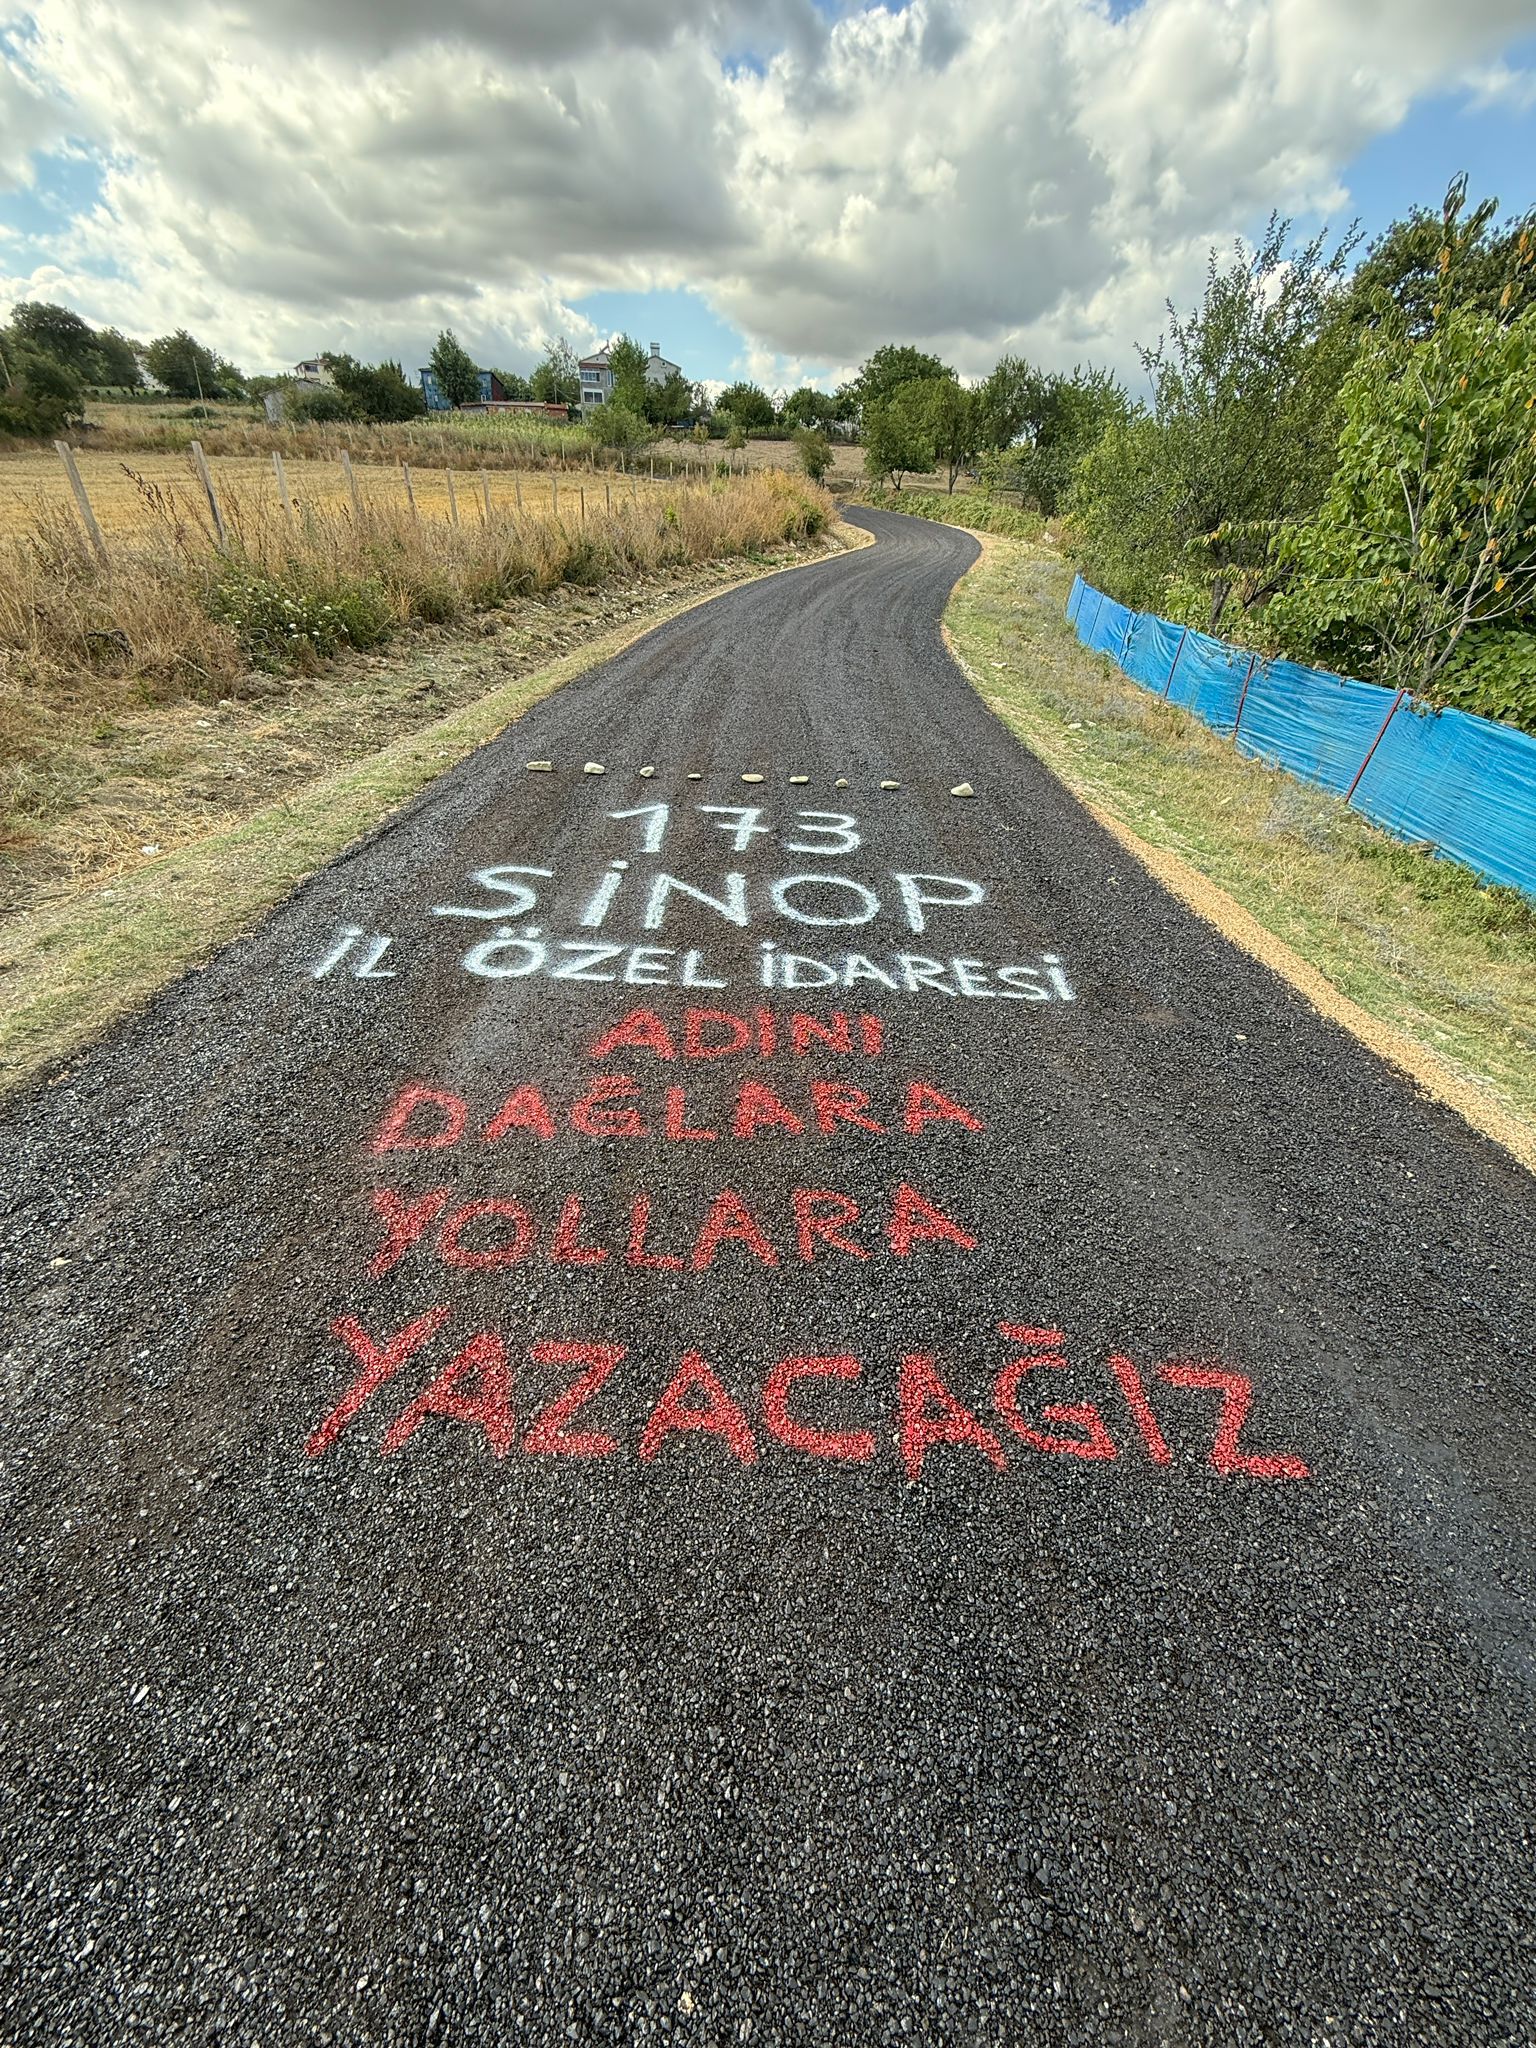 173
SİNOP
İL ÖZEL İDARESİ
ADINI
DAĞLARA
YOLLARA
YAZACAĞIZ